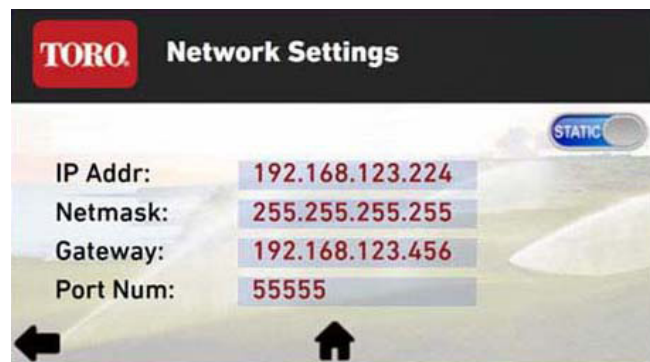 TORO. Network Settings
STATIC
IP Addr: 192.168.123.224
Netmask: 255.255.255.255
Gateway: 192.168.123.456
Port Num: 55555